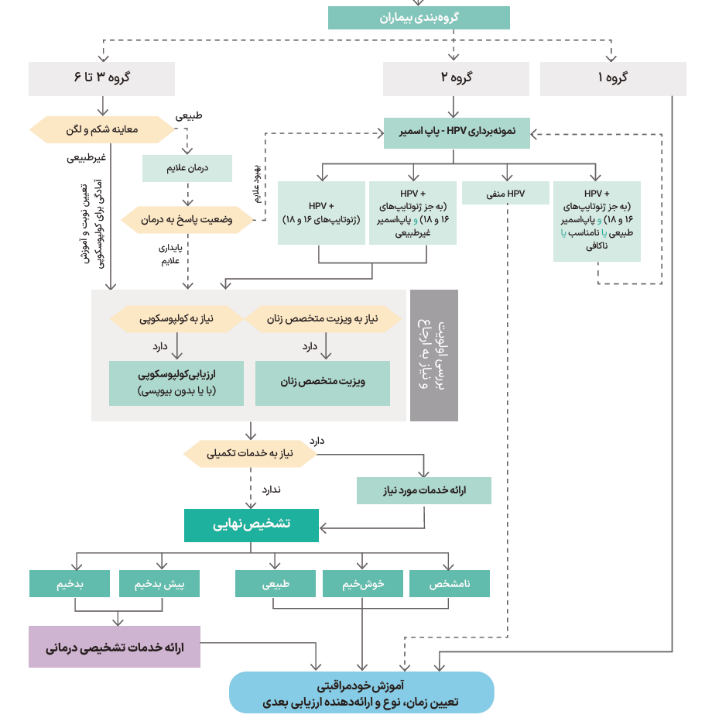 گروه‌بندی بیماران
گروه ۱
گروه ۲
گروه ۳ تا ۶
معاینه شکم و لگن
طبیعی
غیرطبیعی
درمان علایم
وضعیت پاسخ به درمان
بهبود علایم
پایداری
علایم
تعیین نوبت و آموزش
آمادگی برای کولپوسکوپی
نمونه‌برداری HPV - پاپ اسمیر
HPV +
(به جز ژنوتایپ‌های
۱۶ و ۱۸) و پاپ‌اسمیر
طبیعی یا نامناسب یا
ناکافی
HPV منفی
HPV +
(به جز ژنوتایپ‌های
۱۶ و ۱۸) و پاپ‌اسمیر
غیرطبیعی
HPV +
(ژنوتایپ‌های ۱۶ و ۱۸)
بررسی اولویت
و نیاز به ارجاع
نیاز به ویزیت متخصص زنان
دارد
ویزیت متخصص زنان
نیاز به کولپوسکوپی
دارد
ارزیابی‌کولپوسکوپی
(با یا بدون بیوپسی)
نیاز به خدمات تکمیلی
دارد
ندارد
ارائه خدمات مورد نیاز
تشخیص‌نهایی
نامشخص
خوش‌خیم
طبیعی
پیش بدخیم
بدخیم
ارائه خدمات تشخیصی درمانی
آموزش خودمراقبتی
تعیین زمان، نوع و ارائه‌دهنده ارزیابی بعدی